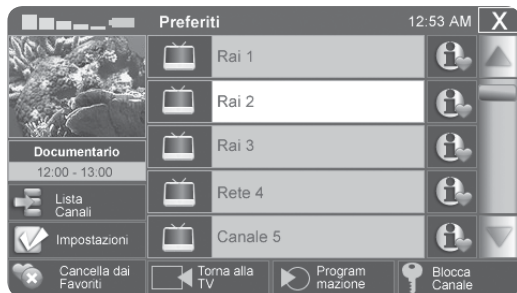 Preferiti
12:53 AM
X
Rai 1
Rai 2
Rai 3
Rete 4
Canale 5
Documentario
12:00 - 13:00
Lista
Canali
Impostazioni
Cancella dai
Favoriti
Torna alla
TV
Program
mazione
Blocca
Canale